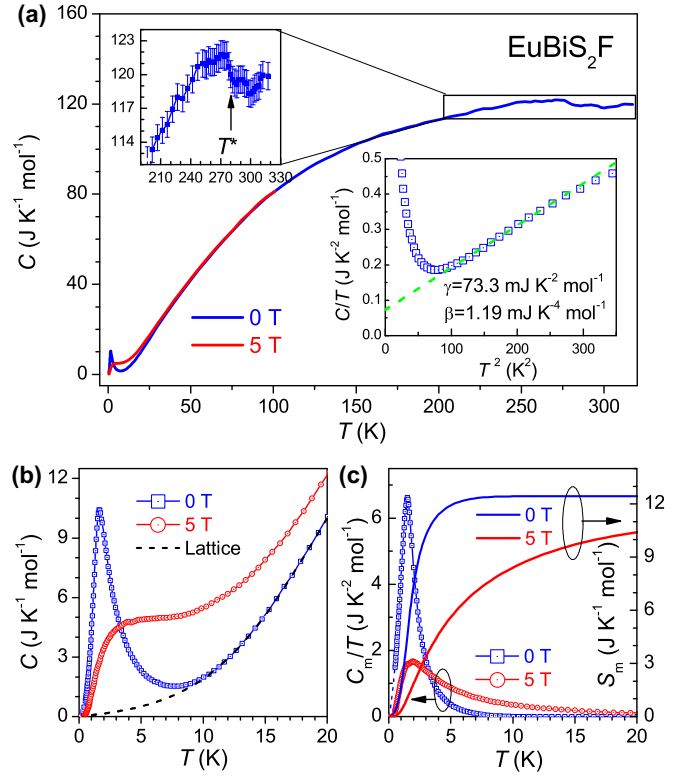 (a)
EuBiS₂F
C (J K⁻¹ mol⁻¹)
160
120
80
40
0
0 50 100 150 200 250 300
T (K)
123
120
117
114
210 240 270 300 330
T*
0 T
5 T
C/T (J K⁻² mol⁻¹)
0.5
0.4
0.3
0.2
0.1
0.0
0 100 200 300
T ² (K²)
γ=73.3 mJ K⁻² mol⁻¹
β=1.19 mJ K⁻⁴ mol⁻¹
(b)
C (J K⁻¹ mol⁻¹)
12
9
6
3
0
0 5 10 15 20
T (K)
0 T
5 T
Lattice
(c)
Cₘ/T (J K⁻² mol⁻¹)
6
4
2
0
0 5 10 15 20
T (K)
0 T
5 T
0 T
5 T
12
9
6
3
0
Sₘ (J K⁻¹ mol⁻¹)